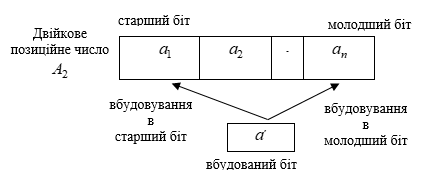 старший біт
молодший біт
Двійкове
позиційне число
A₂
a₁ a₂ . aₙ
вбудовування
в
старший біт
вбудовування
в
молодший біт
a′
вбудований біт